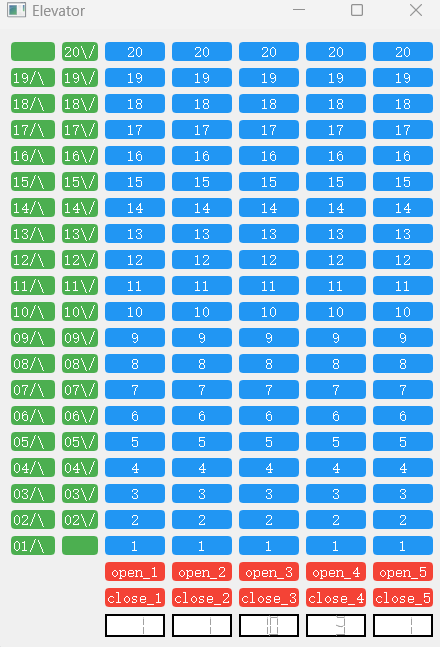 Elevator
20\/ 20 20 20 20 20
19/\ 19\/ 19 19 19 19 19
18/\ 18\/ 18 18 18 18 18
17/\ 17\/ 17 17 17 17 17
16/\ 16\/ 16 16 16 16 16
15/\ 15\/ 15 15 15 15 15
14/\ 14\/ 14 14 14 14 14
13/\ 13\/ 13 13 13 13 13
12/\ 12\/ 12 12 12 12 12
11/\ 11\/ 11 11 11 11 11
10/\ 10\/ 10 10 10 10 10
09/\ 09\/ 9 9 9 9 9
08/\ 08\/ 8 8 8 8 8
07/\ 07\/ 7 7 7 7 7
06/\ 06\/ 6 6 6 6 6
05/\ 05\/ 5 5 5 5 5
04/\ 04\/ 4 4 4 4 4
03/\ 03\/ 3 3 3 3 3
02/\ 02\/ 2 2 2 2 2
01/\ 1 1 1 1 1
open_1 open_2 open_3 open_4 open_5
close_1 close_2 close_3 close_4 close_5
1 1 10 9 1